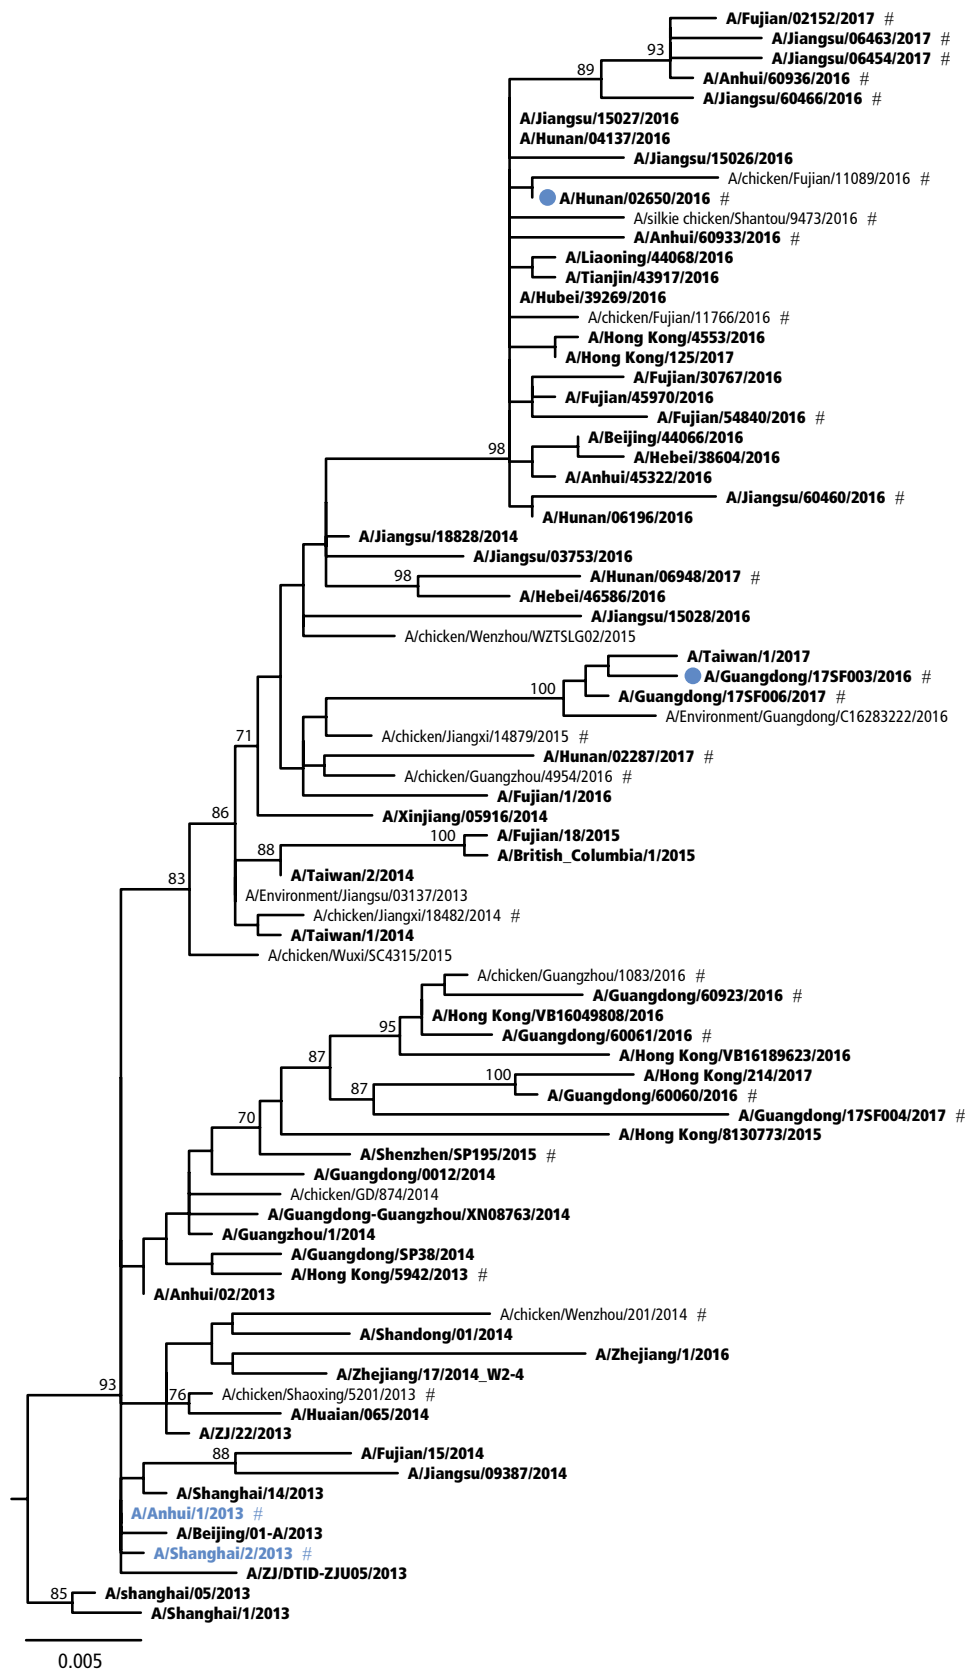 A/Fujian/02152/2017 #
A/Jiangsu/06463/2017 #
93
A/Jiangsu/06454/2017 #
89
A/Anhui/60936/2016 #
A/Jiangsu/60466/2016 #
A/Jiangsu/15027/2016
A/Hunan/04137/2016
A/Jiangsu/15026/2016
A/chicken/Fujian/11089/2016 #
A/Hunan/02650/2016 #
A/silkie chicken/Shantou/9473/2016 #
A/Anhui/60933/2016 #
A/Liaoning/44068/2016
A/Tianjin/43917/2016
A/Hubei/39269/2016
A/chicken/Fujian/11766/2016 #
A/Hong Kong/4553/2016
A/Hong Kong/125/2017
A/Fujian/30767/2016
A/Fujian/45970/2016
A/Fujian/54840/2016 #
A/Beijing/44066/2016
98
A/Hebei/38604/2016
A/Anhui/45322/2016
A/Jiangsu/60460/2016 #
A/Hunan/06196/2016
A/Jiangsu/18828/2014
A/Jiangsu/03753/2016
98
A/Hunan/06948/2017 #
A/Hebei/46586/2016
A/Jiangsu/15028/2016
A/chicken/Wenzhou/WZTSLG02/2015
A/Taiwan/1/2017
A/Guangdong/17SF003/2016 #
100
A/Guangdong/17SF006/2017 #
A/Environment/Guangdong/C16283222/2016
A/chicken/Jiangxi/14879/2015 #
71
A/Hunan/02287/2017 #
A/chicken/Guangzhou/4954/2016 #
A/Fujian/1/2016
86
A/Xinjiang/05916/2014
100
A/Fujian/18/2015
88
A/British_Columbia/1/2015
A/Taiwan/2/2014
83
A/Environment/Jiangsu/03137/2013
A/chicken/Jiangxi/18482/2014 #
A/Taiwan/1/2014
A/chicken/Wuxi/SC4315/2015
A/chicken/Guangzhou/1083/2016 #
A/Guangdong/60923/2016 #
A/Hong Kong/VB16049808/2016
95
A/Guangdong/60061/2016 #
87
A/Hong Kong/VB16189623/2016
100
A/Hong Kong/214/2017
87
A/Guangdong/60060/2016 #
70
A/Guangdong/17SF004/2017 #
A/Hong Kong/8130773/2015
A/Shenzhen/SP195/2015 #
A/Guangdong/0012/2014
A/chicken/GD/874/2014
A/Guangdong-Guangzhou/XN08763/2014
A/Guangzhou/1/2014
A/Guangdong/SP38/2014
A/Hong Kong/5942/2013 #
A/Anhui/02/2013
A/chicken/Wenzhou/201/2014 #
A/Shandong/01/2014
A/Zhejiang/1/2016
A/Zhejiang/17/2014_W2-4
93
76
A/chicken/Shaoxing/5201/2013 #
A/Huaian/065/2014
A/ZJ/22/2013
88
A/Fujian/15/2014
A/Jiangsu/09387/2014
A/Shanghai/14/2013
A/Anhui/1/2013 #
A/Beijing/01-A/2013
A/Shanghai/2/2013 #
A/ZJ/DTID-ZJU05/2013
85
A/shanghai/05/2013
A/Shanghai/1/2013
0.005